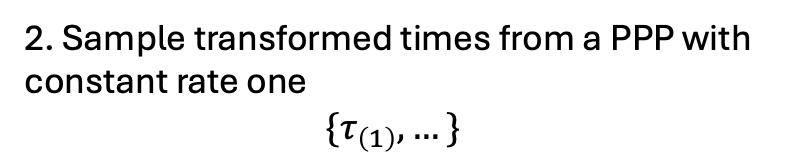 2. Sample transformed times from a PPP with
constant rate one
{τ₍₁₎, … }